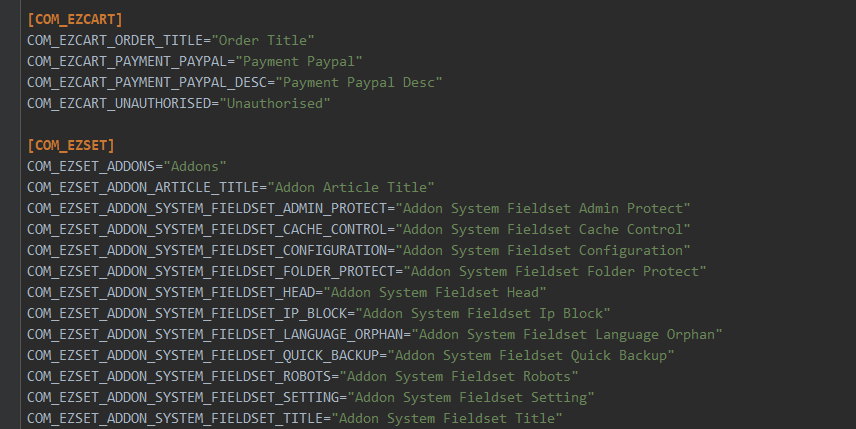 [COM_EZCART]
COM_EZCART_ORDER_TITLE="Order Title"
COM_EZCART_PAYMENT_PAYPAL="Payment Paypal"
COM_EZCART_PAYMENT_PAYPAL_DESC="Payment Paypal Desc"
COM_EZCART_UNAUTHORISED="Unauthorised"
[COM_EZSET]
COM_EZSET_ADDONS="Addons"
COM_EZSET_ADDON_ARTICLE_TITLE="Addon Article Title"
COM_EZSET_ADDON_SYSTEM_FIELDSET_ADMIN_PROTECT="Addon System Fieldset Admin Protect"
COM_EZSET_ADDON_SYSTEM_FIELDSET_CACHE_CONTROL="Addon System Fieldset Cache Control"
COM_EZSET_ADDON_SYSTEM_FIELDSET_CONFIGURATION="Addon System Fieldset Configuration"
COM_EZSET_ADDON_SYSTEM_FIELDSET_FOLDER_PROTECT="Addon System Fieldset Folder Protect"
COM_EZSET_ADDON_SYSTEM_FIELDSET_HEAD="Addon System Fieldset Head"
COM_EZSET_ADDON_SYSTEM_FIELDSET_IP_BLOCK="Addon System Fieldset Ip Block"
COM_EZSET_ADDON_SYSTEM_FIELDSET_LANGUAGE_ORPHAN="Addon System Fieldset Language Orphan"
COM_EZSET_ADDON_SYSTEM_FIELDSET_QUICK_BACKUP="Addon System Fieldset Quick Backup"
COM_EZSET_ADDON_SYSTEM_FIELDSET_ROBOTS="Addon System Fieldset Robots"
COM_EZSET_ADDON_SYSTEM_FIELDSET_SETTING="Addon System Fieldset Setting"
COM_EZSET_ADDON_SYSTEM_FIELDSET_TITLE="Addon System Fieldset Title"